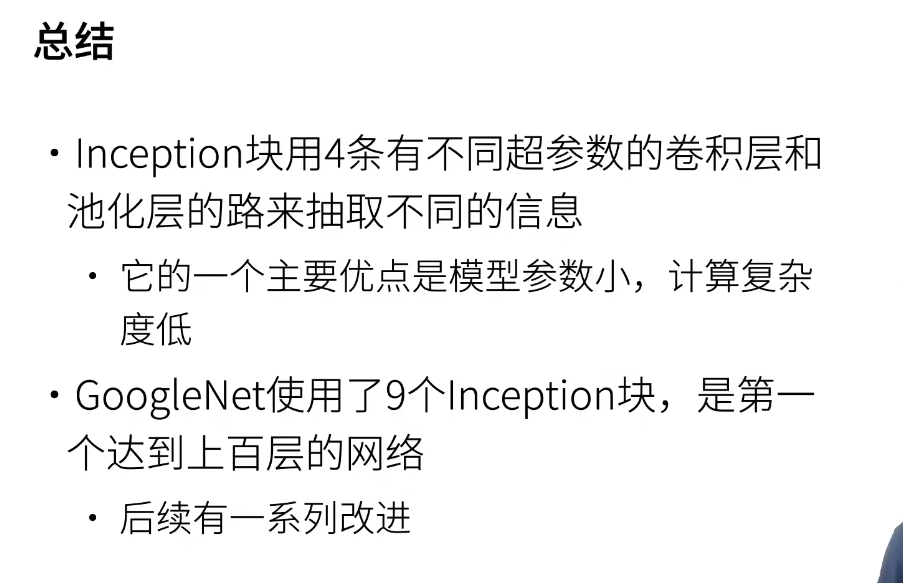 总结
• Inception块用4条有不同超参数的卷积层和
池化层的路来抽取不同的信息
• 它的一个主要优点是模型参数小，计算复杂
度低
• GoogleNet使用了9个Inception块，是第一
个达到上百层的网络
• 后续有一系列改进